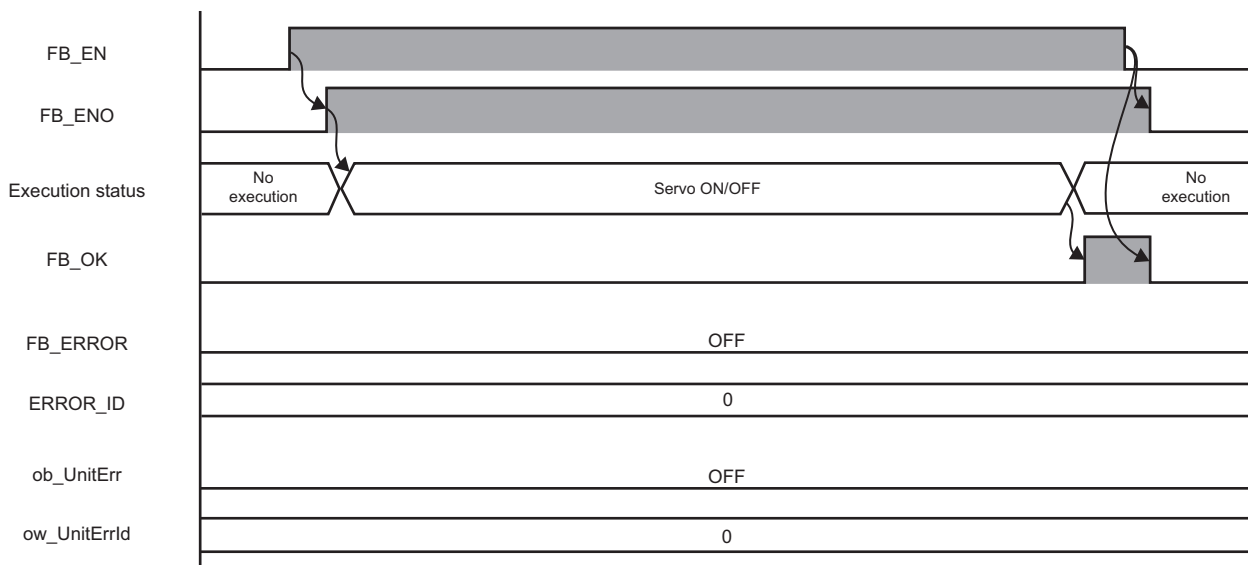 FB_EN
FB_ENO
Execution status
No
execution
Servo ON/OFF
No
execution
FB_OK
FB_ERROR
OFF
ERROR_ID
0
ob_UnitErr
OFF
ow_UnitErrId
0